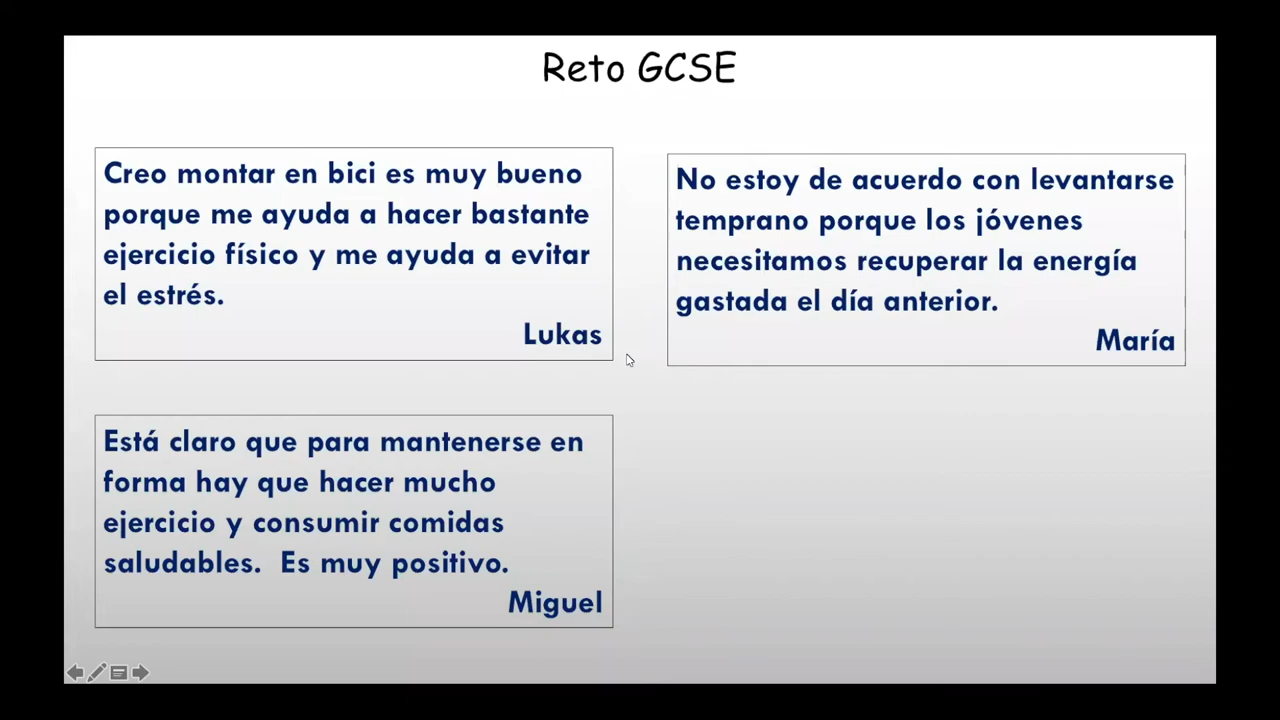 Reto GCSE
Creo montar en bici es muy bueno
porque me ayuda a hacer bastante
ejercicio físico y me ayuda a evitar
el estrés.
Lukas
No estoy de acuerdo con levantarse
temprano porque los jóvenes
necesitamos recuperar la energía
gastada el día anterior.
María
Está claro que para mantenerse en
forma hay que hacer mucho
ejercicio y consumir comidas
saludables.  Es muy positivo.
Miguel